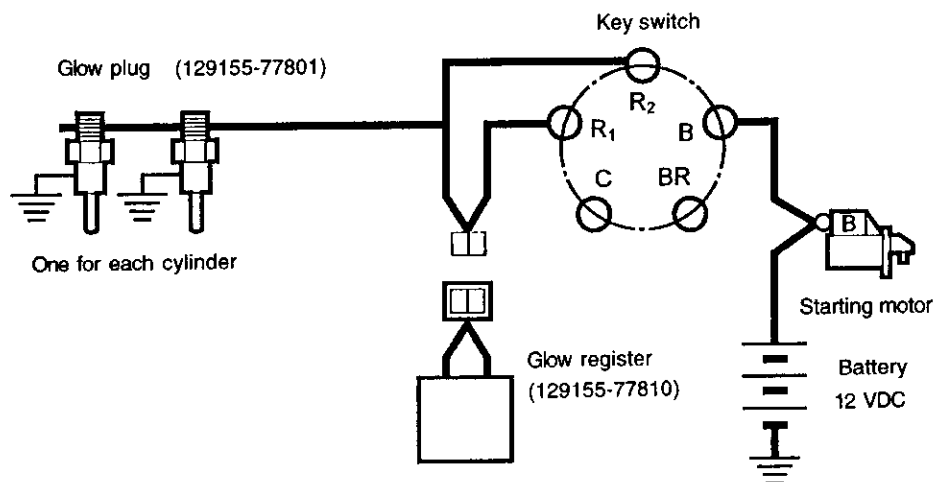 Key switch
Glow plug (129155-77801)
R₂
R₁
B
C
BR
B
One for each cylinder
Starting motor
Glow register
(129155-77810)
Battery
12 VDC